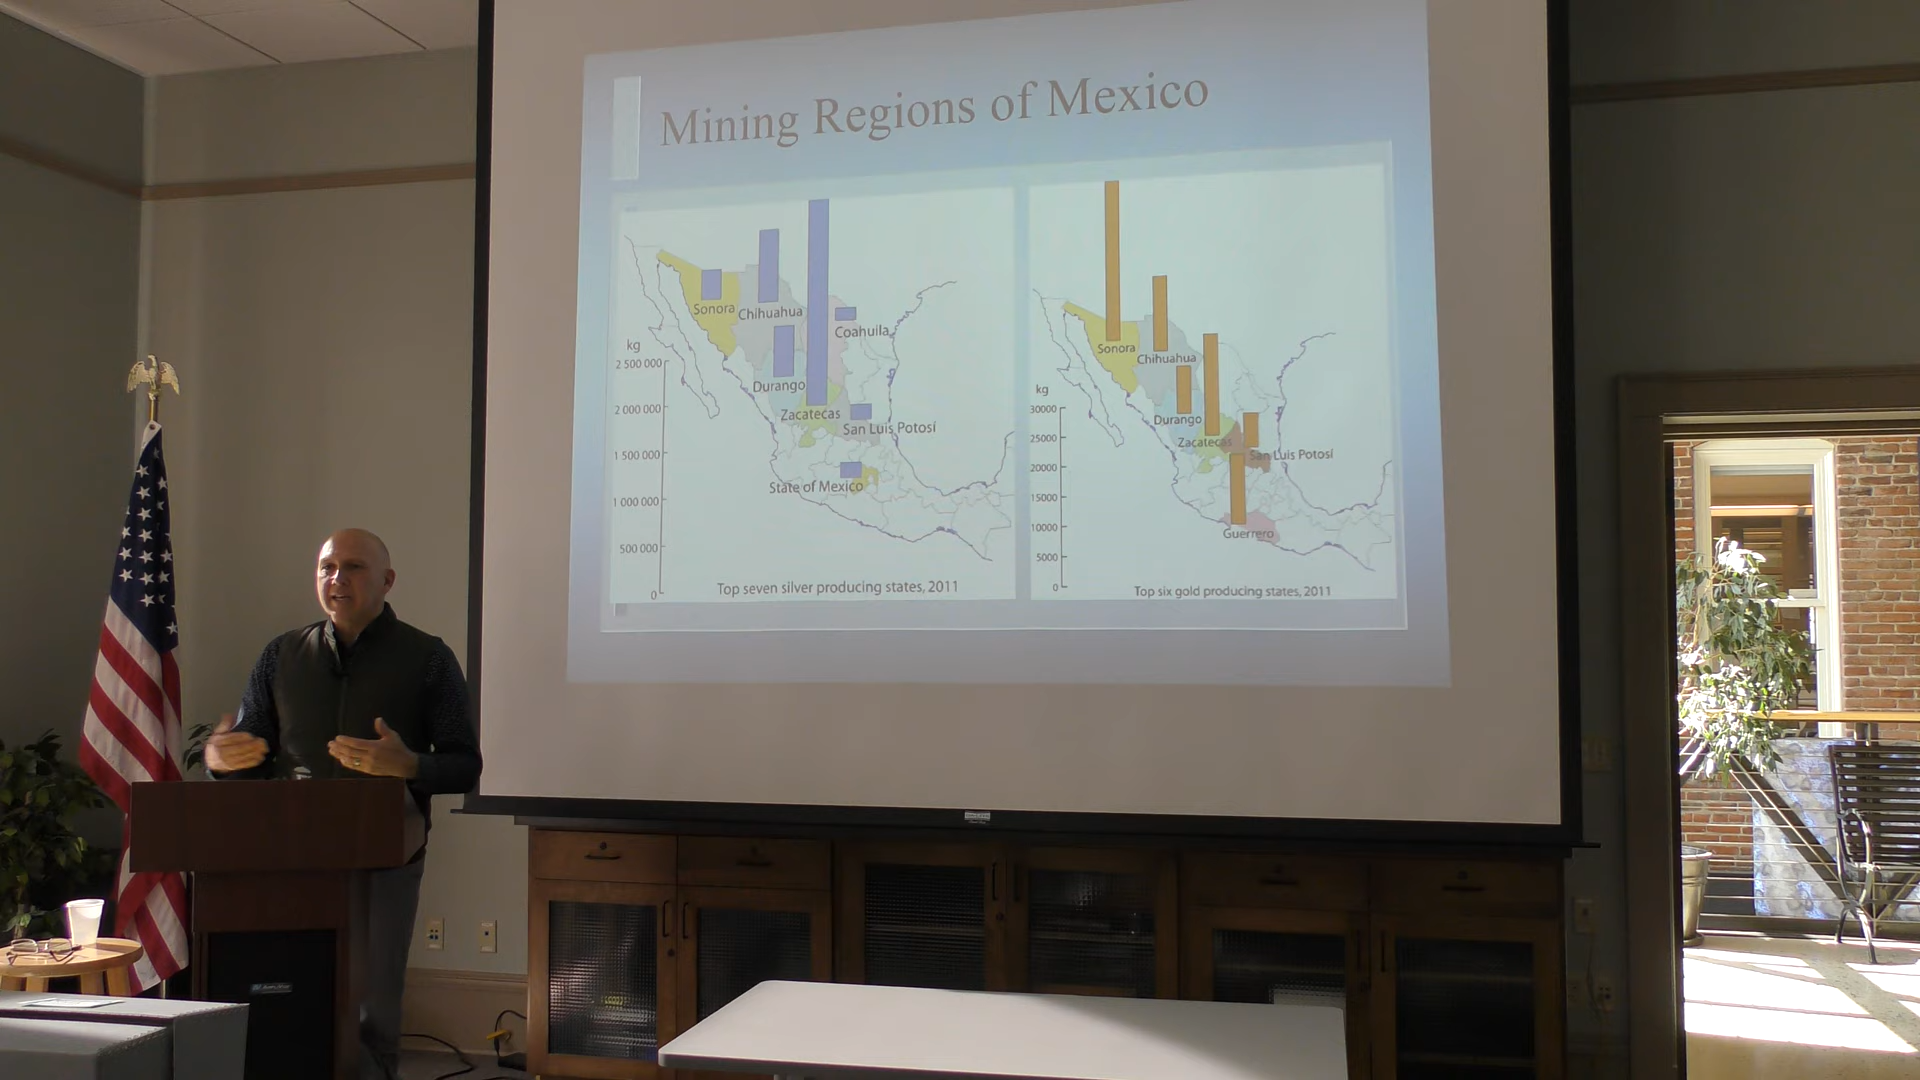 Mining Regions of Mexico
Sonora
Chihuahua
Coahuila
Durango
Zacatecas
San Luis Potosí
State of Mexico
kg
2 500 000
2 000 000
1 500 000
1 000 000
500 000
0
Top seven silver producing states, 2011
Sonora
Chihuahua
Durango
Zacatecas
San Luis Potosí
Guerrero
kg
30000
25000
20000
15000
10000
5000
0
Top six gold producing states, 2011